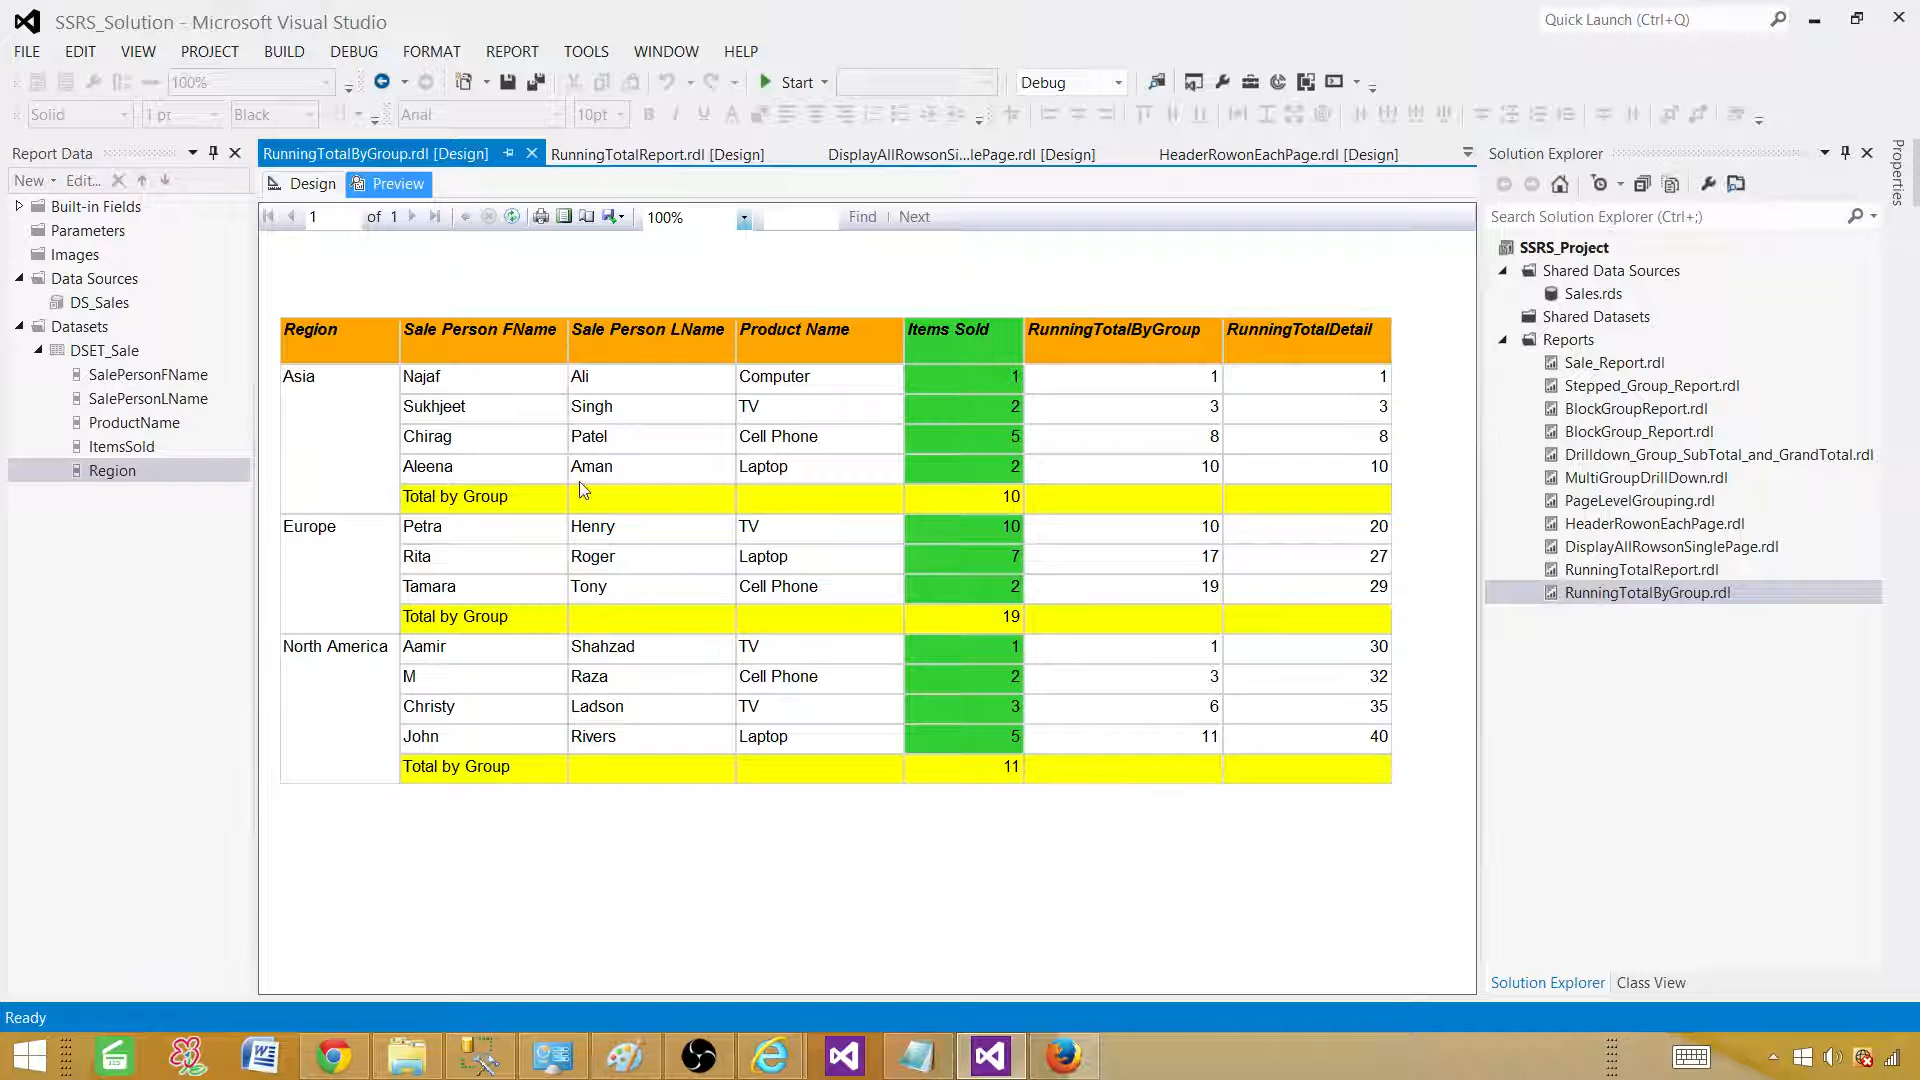 SSRS_Solution - Microsoft Visual Studio
Quick Launch (Ctrl+Q)
FILE EDIT VIEW PROJECT BUILD DEBUG FORMAT REPORT TOOLS WINDOW HELP
100% Start Debug
Solid 1 pt Black Arial 10pt B I U A
Report Data
New Edit...
Built-in Fields
Parameters
Images
Data Sources
DS_Sales
Datasets
DSET_Sale
SalePersonFName
SalePersonLName
ProductName
ItemsSold
Region
RunningTotalByGroup.rdl [Design] RunningTotalReport.rdl [Design] DisplayAllRowsonSi...lePage.rdl [Design] HeaderRowonEachPage.rdl [Design]
Design Preview
1 of 1 100% Find Next
Region Sale Person FName Sale Person LName Product Name Items Sold RunningTotalByGroup RunningTotalDetail
Asia Najaf Ali Computer 1 1 1
Sukhjeet Singh TV 2 3 3
Chirag Patel Cell Phone 5 8 8
Aleena Aman Laptop 2 10 10
Total by Group 10
Europe Petra Henry TV 10 10 20
Rita Roger Laptop 7 17 27
Tamara Tony Cell Phone 2 19 29
Total by Group 19
North America Aamir Shahzad TV 1 1 30
M Raza Cell Phone 2 3 32
Christy Ladson TV 3 6 35
John Rivers Laptop 5 11 40
Total by Group 11
Solution Explorer
Search Solution Explorer (Ctrl+;)
SSRS_Project
Shared Data Sources
Sales.rds
Shared Datasets
Reports
Sale_Report.rdl
Stepped_Group_Report.rdl
BlockGroupReport.rdl
BlockGroup_Report.rdl
Drilldown_Group_SubTotal_and_GrandTotal.rdl
MultiGroupDrillDown.rdl
PageLevelGrouping.rdl
HeaderRowonEachPage.rdl
DisplayAllRowsonSinglePage.rdl
RunningTotalReport.rdl
RunningTotalByGroup.rdl
Solution Explorer Class View
Properties
Ready